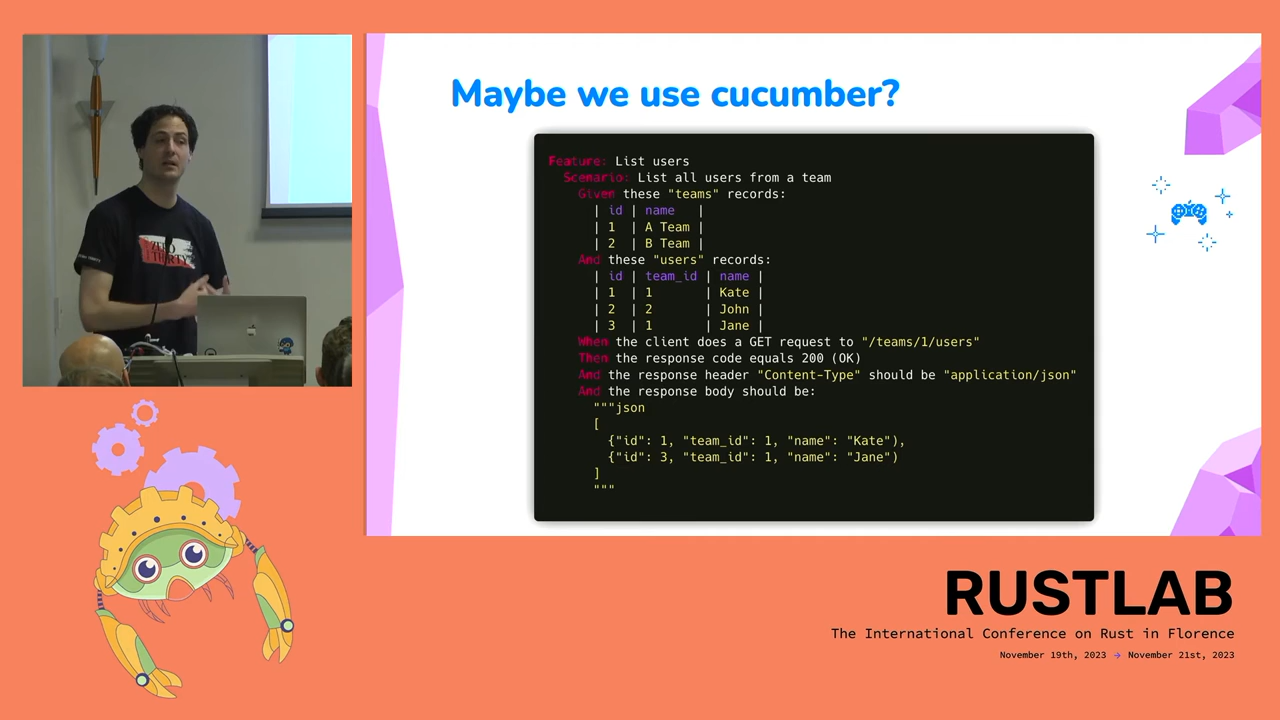 Maybe we use cucumber?
Feature: List users
Scenario: List all users from a team
Given these "teams" records:
| id | name   |
| 1  | A Team |
| 2  | B Team |
And these "users" records:
| id | team_id | name |
| 1  | 1       | Kate |
| 2  | 2       | John |
| 3  | 1       | Jane |
When the client does a GET request to "/teams/1/users"
Then the response code equals 200 (OK)
And the response header "Content-Type" should be "application/json"
And the response body should be:
"""json
[
{"id": 1, "team_id": 1, "name": "Kate"),
{"id": 3, "team_id": 1, "name": "Jane")
]
"""
ZERO
THIRTY
RUSTLAB
The International Conference on Rust in Florence
November 19th, 2023 → November 21st, 2023